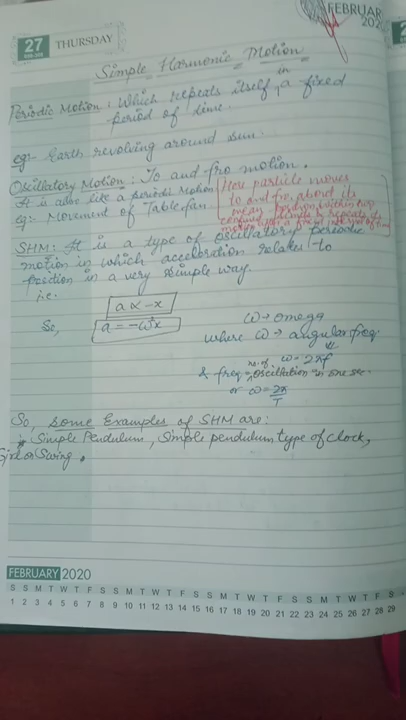 FEBRUAR
202
27
THURSDAY
Simple Harmonic Motion
Periodic Motion: Which repeats itself in a fixed
period of time.
eg:- Earth revolving around sun.
Oscillatory Motion: To and fro motion.
It is also like a periodic Motion
eg:- Movement of Table fan
Here particle moves
to and fro about its
mean position within two
SHM: It is a type of oscillatory periodic
motion in which acceleration relates to
position in a very simple way.
i.e.
a ∝ -x
So, a = -ω²x
ω → omega
where ω → angular freq
ω = 2πf
& freq = no. of oscillation in one sec
or ω = 2π/T
So, some Examples of SHM are:
Simple Pendulum, Simple pendulum type of clock,
Girl on Swing.
FEBRUARY 2020
S S M T W T F S S M T W T F S S M T W T F S S M T W T F S
1 2 3 4 5 6 7 8 9 10 11 12 13 14 15 16 17 18 19 20 21 22 23 24 25 26 27 28 29